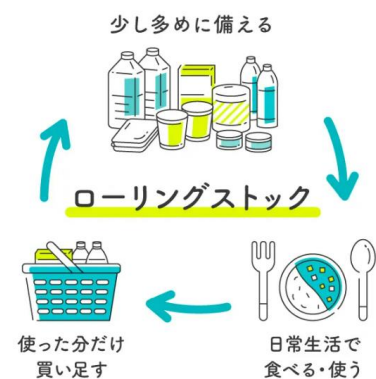 少し多めに備える
ローリングストック
使った分だけ
買い足す
日常生活で
食べる・使う